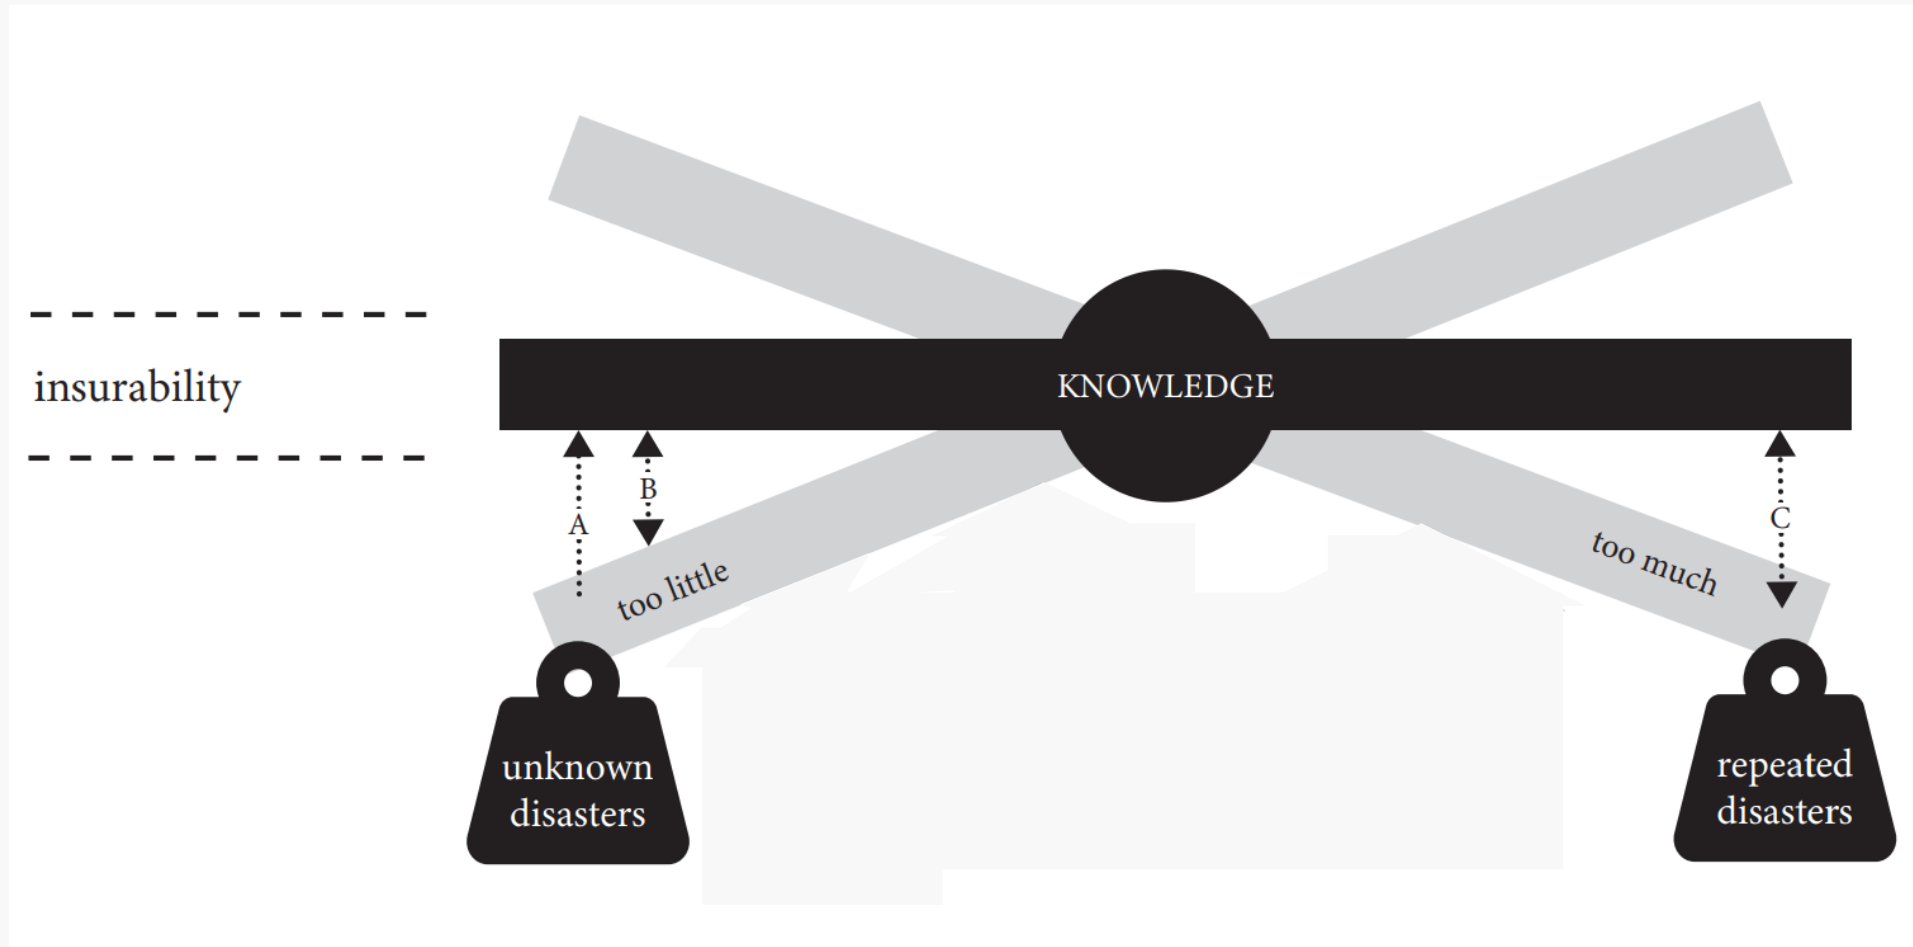 insurability
KNOWLEDGE
B
A
C
too little
too much
unknown
disasters
repeated
disasters